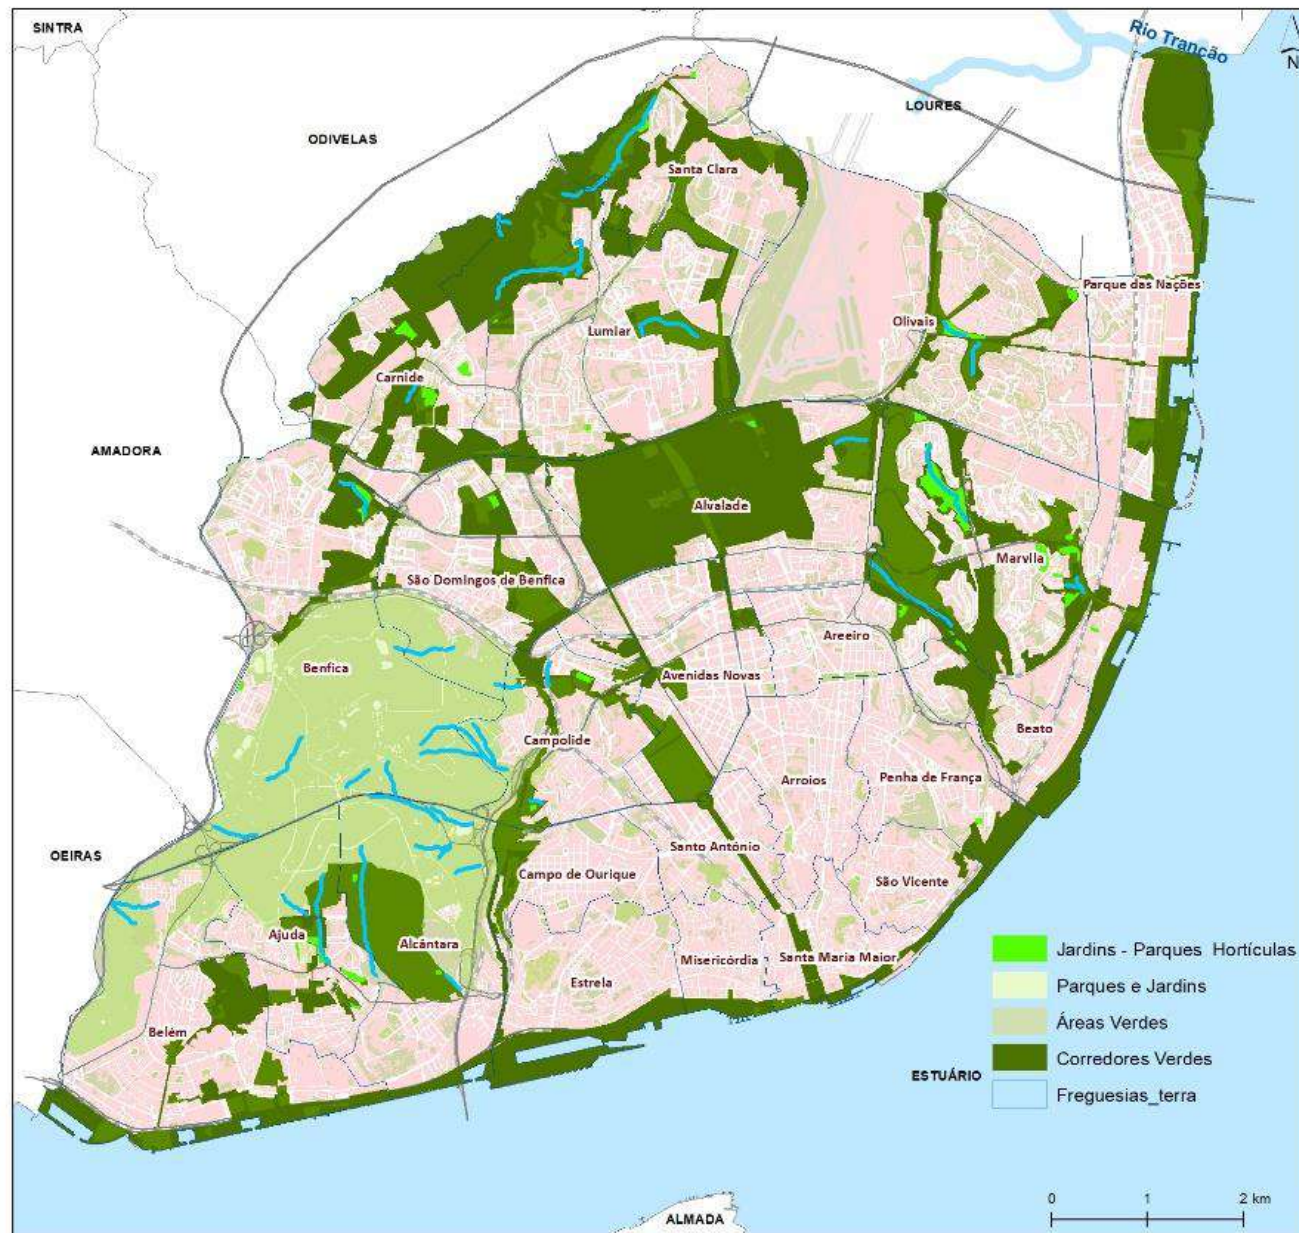 SINTRA
Rio Trancão
N
LOURES
ODIVELAS
Santa Clara
Parque das Nações
Olivais
Lumiar
Carnide
AMADORA
Alvalade
Marvila
São Domingos de Benfica
Areeiro
Benfica
Avenidas Novas
Beato
Campolide
Arroios
Penha de França
Santo António
OEIRAS
Campo de Ourique
São Vicente
Ajuda
Alcântara
Misericórdia
Santa Maria Maior
Estrela
Belém
Jardins - Parques Hortículas
Parques e Jardins
Áreas Verdes
Corredores Verdes
ESTUÁRIO
Freguesias_terra
0 1 2 km
ALMADA